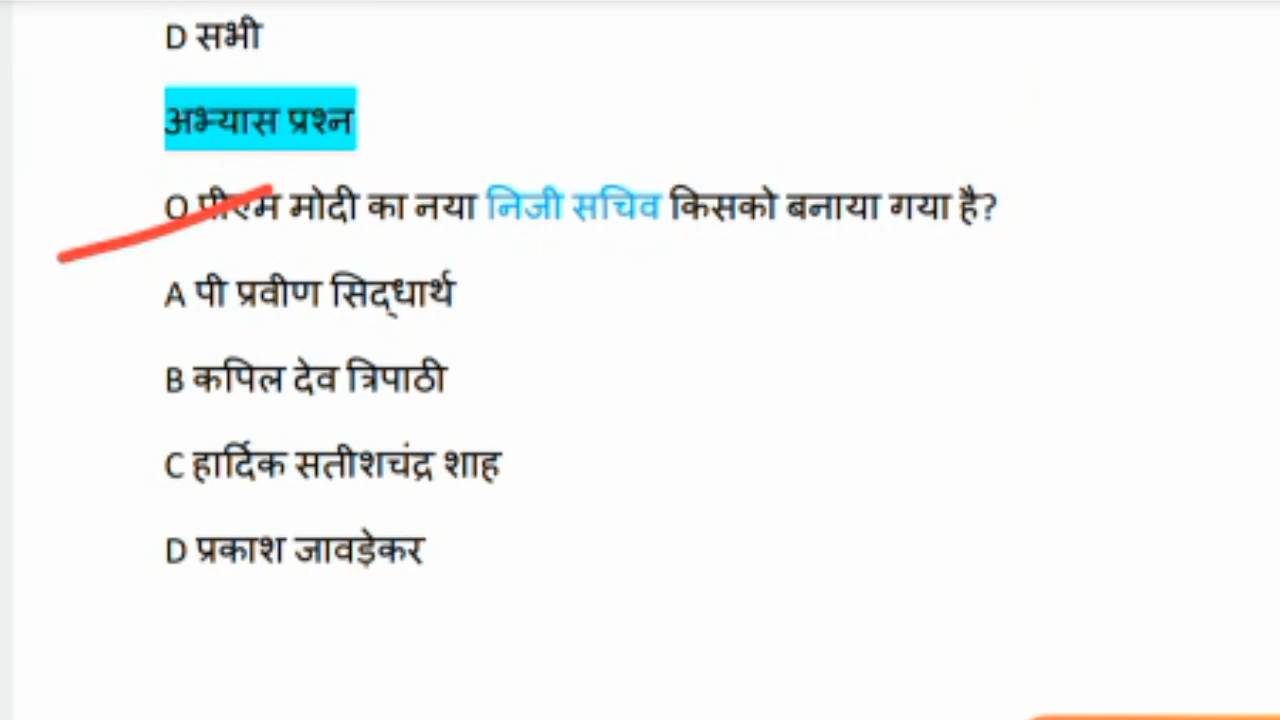 D सभी
अभ्यास प्रश्न
Q पीएम मोदी का नया निजी सचिव किसको बनाया गया है?
A पी प्रवीण सिद्धार्थ
B कपिल देव त्रिपाठी
C हार्दिक सतीशचंद्र शाह
D प्रकाश जावड़ेकर